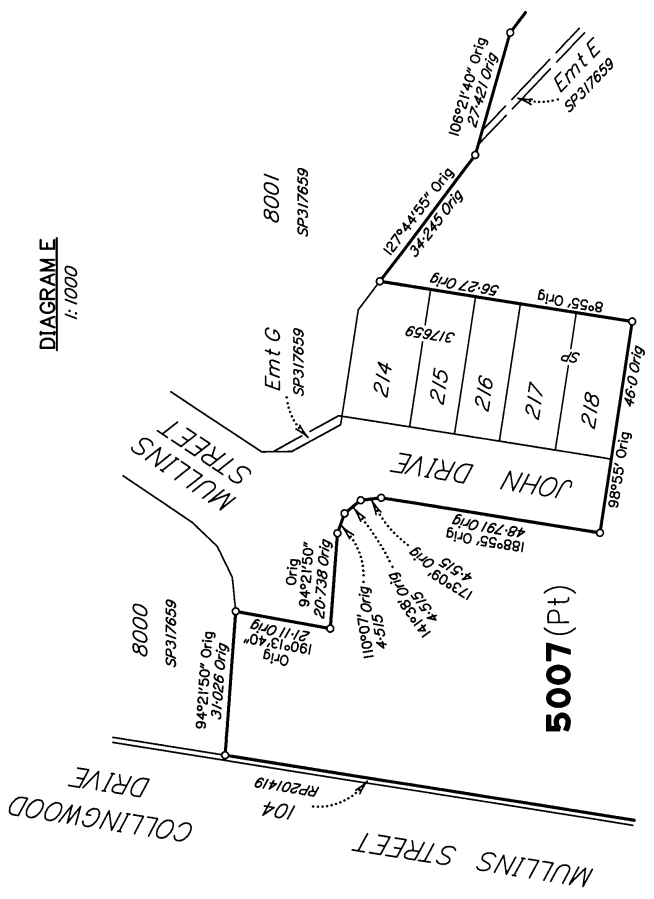 DIAGRAM E
1:1000
106°21'40" Orig
27·421 Orig
Emt E
SP317659
8001
SP317659
127°44'55" Orig
34·245 Orig
56·27 Orig
8°55' Orig
Emt G
SP317659
317659
SP
214
215
216
217
218
46·0 Orig
98°55' Orig
MULLINS
STREET
JOHN DRIVE
188°55' Orig
48·791 Orig
173°09' Orig
4·515
141°38' Orig
4·515
110°07' Orig
4·515
94°21'50"
Orig
20·738 Orig
8000
SP317659
190°13'40"
Orig
21·11 Orig
94°21'50" Orig
31·026 Orig
5007 (Pt)
COLLINGWOOD
DRIVE
104
RP201419
MULLINS STREET